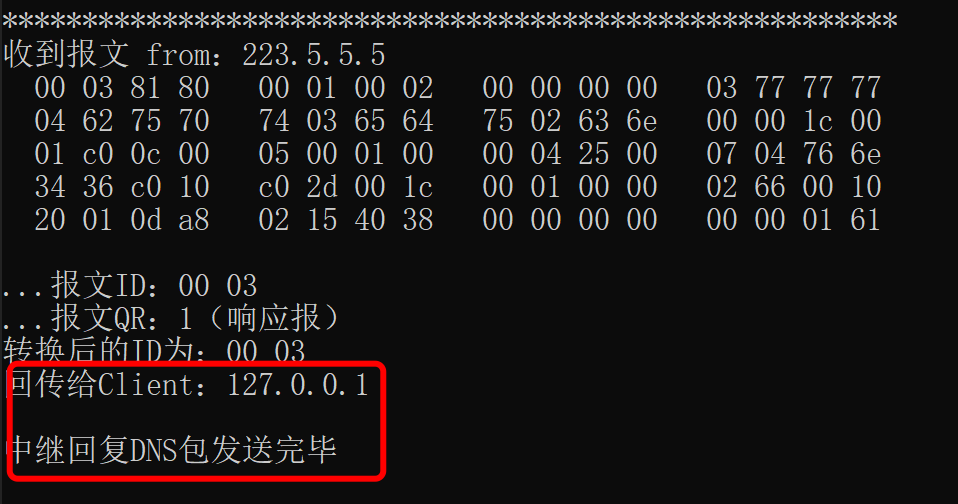 ********************************************************
收到报文 from: 223.5.5.5
00 03 81 80 00 01 00 02 00 00 00 00 03 77 77 77
04 62 75 70 74 03 65 64 75 02 63 6e 00 00 1c 00
01 c0 0c 00 05 00 01 00 00 04 25 00 07 04 76 6e
34 36 c0 10 c0 2d 00 1c 00 01 00 00 02 66 00 10
20 01 0d a8 02 15 40 38 00 00 00 00 00 00 01 61
...报文ID: 00 03
...报文QR: 1（响应报）
转换后的ID为: 00 03
回传给Client: 127.0.0.1
中继回复DNS包发送完毕